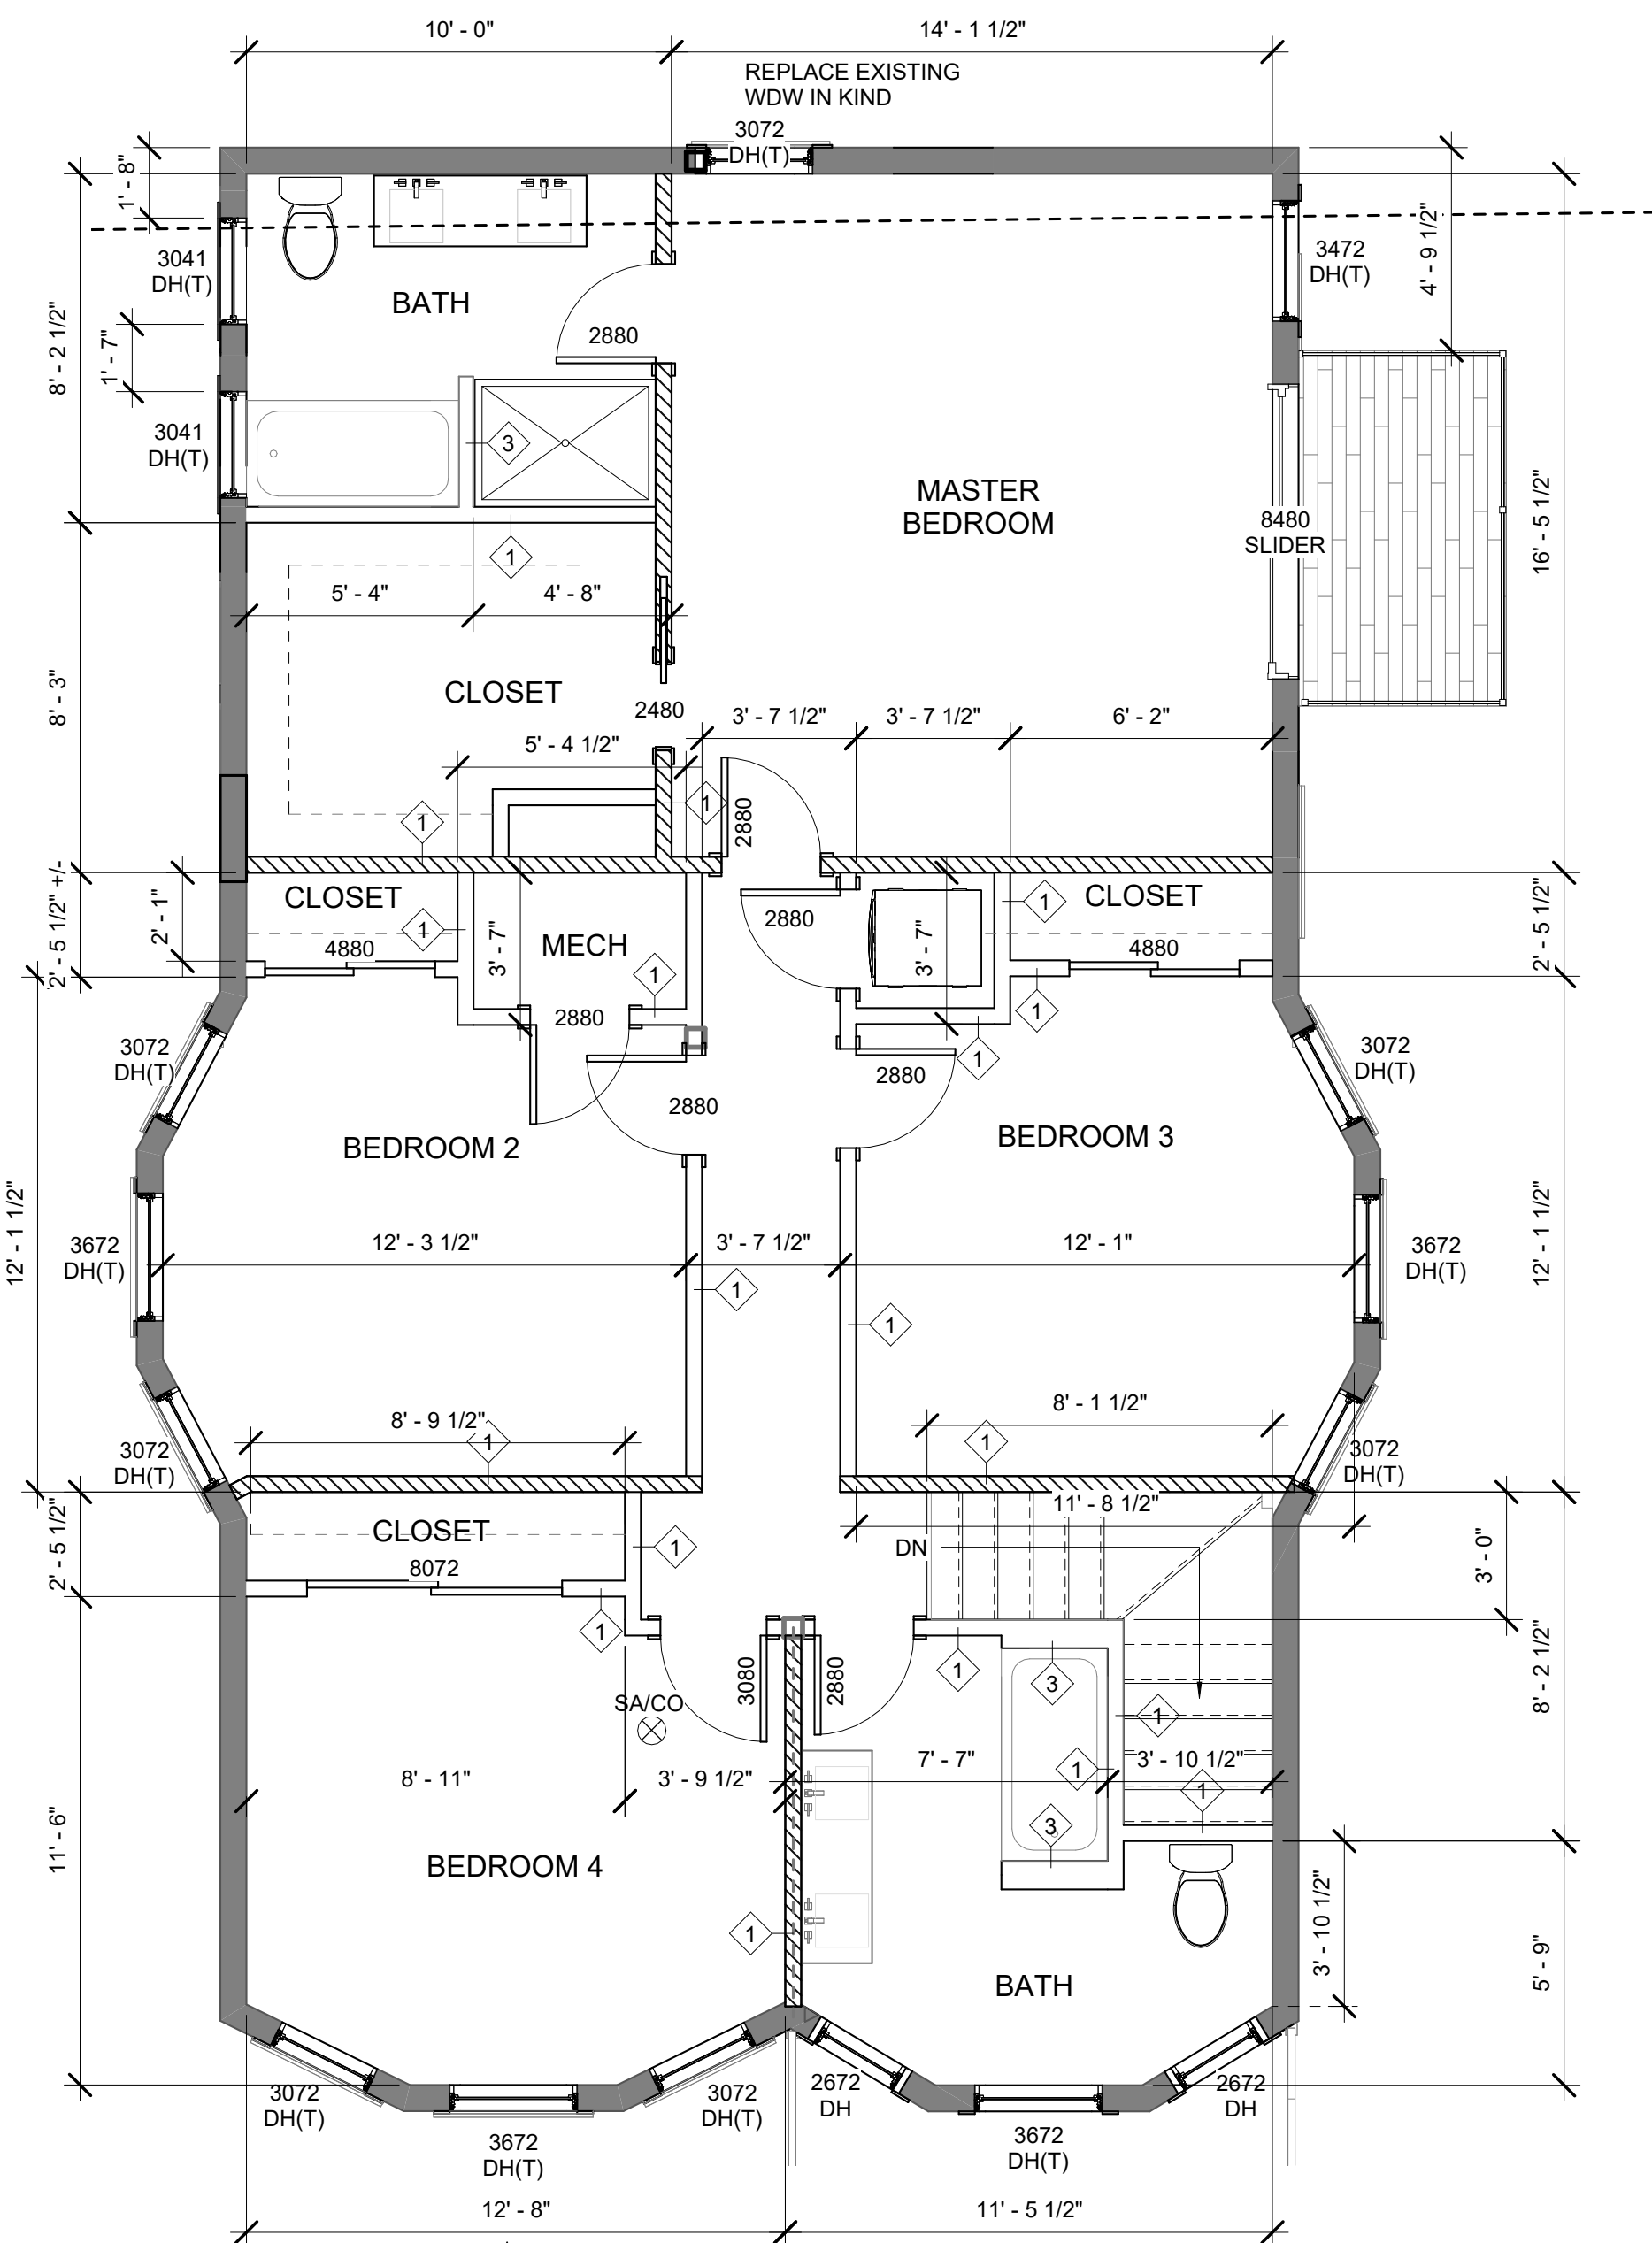 10' - 0"
14' - 1 1/2"
REPLACE EXISTING
WDW IN KIND
3072
DH(T)
1' - 8"
3041
DH(T)
BATH
2880
3472
DH(T)
4' - 9 1/2"
8' - 2 1/2"
1' - 7"
3041
DH(T)
3
MASTER
BEDROOM
8480
SLIDER
16' - 5 1/2"
1
5' - 4"
4' - 8"
CLOSET
2480
8' - 3"
3' - 7 1/2"
3' - 7 1/2"
6' - 2"
5' - 4 1/2"
1
1
2880
CLOSET
2' - 5 1/2" +/-
2' - 1"
1
4880
3' - 7"
MECH
1
2880
2880
3' - 7"
1
CLOSET
4880
1
1
2' - 5 1/2"
3072
DH(T)
2880
2880
3072
DH(T)
BEDROOM 2
BEDROOM 3
12' - 1 1/2"
3672
DH(T)
12' - 3 1/2"
3' - 7 1/2"
12' - 1"
3672
DH(T)
12' - 1 1/2"
1
1
8' - 9 1/2"
1
8' - 1 1/2"
1
3072
DH(T)
3072
DH(T)
11' - 8 1/2"
CLOSET
8072
1
DN
2' - 5 1/2"
3' - 0"
1
3080
2880
1
3
SA/CO
1
8' - 2 1/2"
8' - 11"
3' - 9 1/2"
7' - 7"
1
3' - 10 1/2"
1
3
11' - 6"
BEDROOM 4
1
BATH
3' - 10 1/2"
5' - 9"
3072
DH(T)
3672
DH(T)
3072
DH(T)
2672
DH
3672
DH(T)
2672
DH
12' - 8"
11' - 5 1/2"